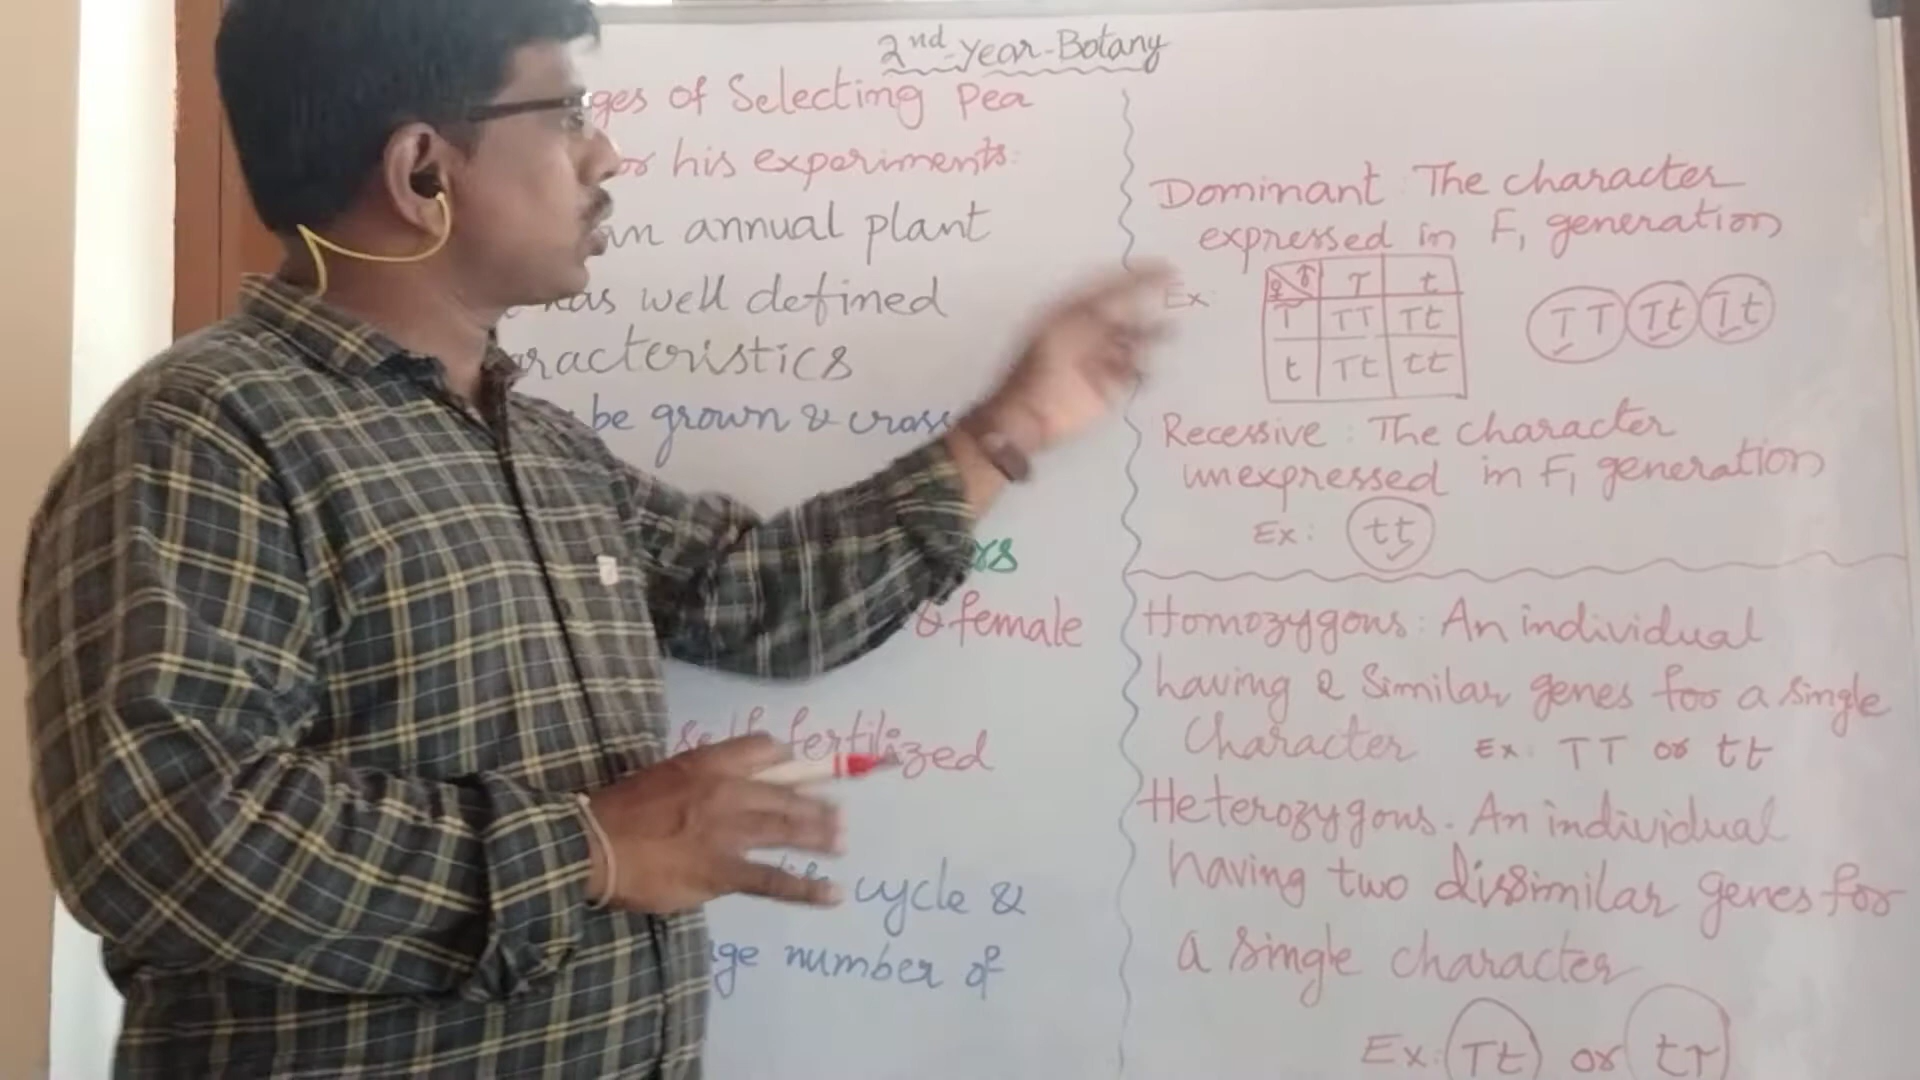 2nd Year-Botany
ges of Selecting pea
or his experiments:
an annual plant
has well defined
aracteristics
be grown & cross
rs
& female
self fertilized
cycle &
ge number of
Dominant : The character
expressed in F1 generation
Ex:
♀ ♂ T t
T TT Tt
t Tt tt
TT Tt Tt
Recessive : The character
unexpressed in F1 generation
Ex: tt
Homozygous: An individual
having 2 Similar genes for a single
Character Ex: TT or tt
Heterozygous. An individual
having two dissimilar genes for
a single character
Ex: Tt or tT